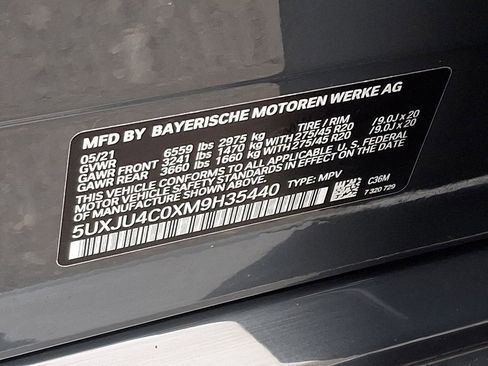 MFD BY BAYERISCHE MOTOREN WERKE AG
05/21 TIRE / RIM
GVWR 6559 lbs 2975 kg
GAWR FRONT 3241 lbs 1470 kg WITH 275/45 R20 / 9.0J x 20
GAWR REAR 3660 lbs 1660 kg WITH 275/45 R20 / 9.0J x 20
THIS VEHICLE CONFORMS TO ALL APPLICABLE U.S. FEDERAL
MOTOR VEHICLE SAFETY STANDARDS IN EFFECT ON THE
DATE OF MANUFACTURE SHOWN ABOVE.
5UXJU4C0XM9H35440 TYPE: MPV
C36M
7 320 729